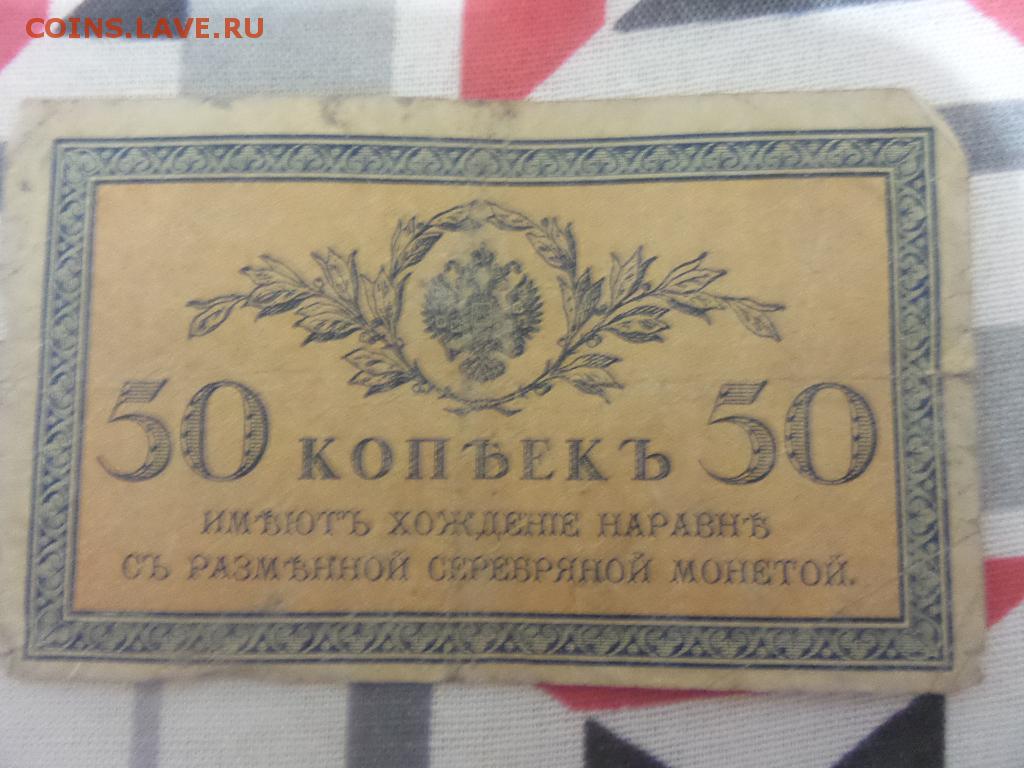 COINS.LAVE.RU
50 КОПѢЕКЪ 50
ИМѢЮТЪ ХОЖДЕНІЕ НАРАВНѢ
СЪ РАЗМѢННОЙ СЕРЕБРЯНОЙ МОНЕТОЙ.